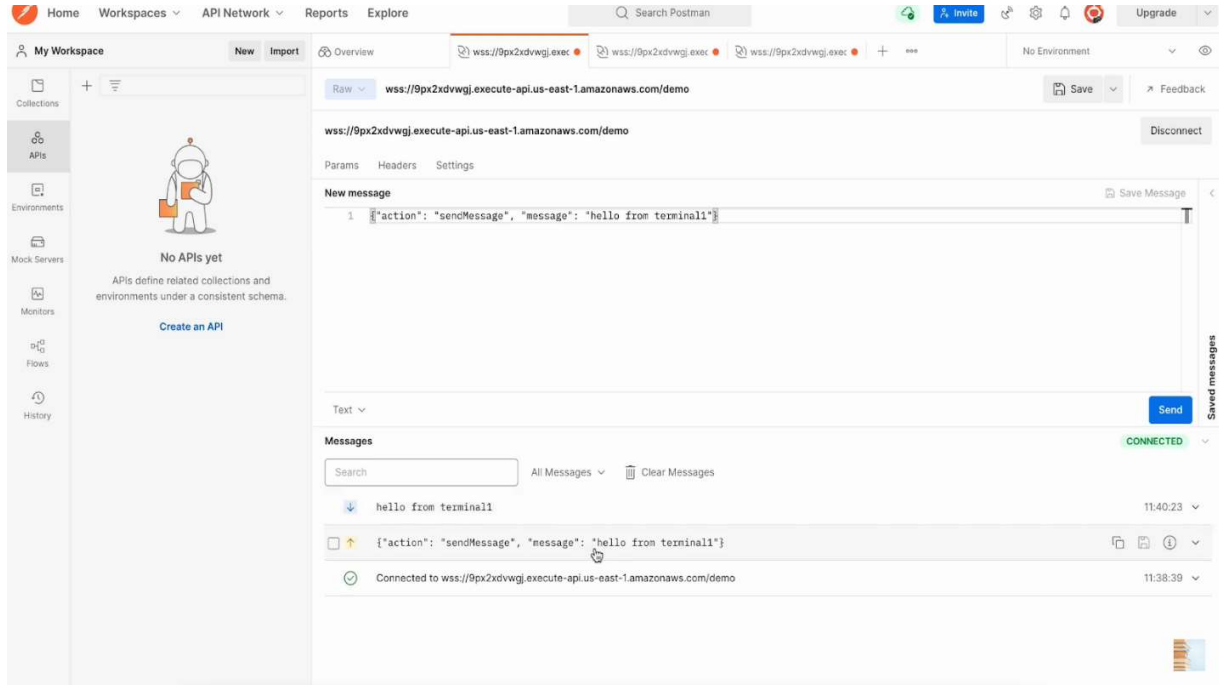 Home Workspaces API Network Reports Explore Search Postman Invite Upgrade
My Workspace New Import Overview wss://9px2xdvwgj.exec wss://9px2xdvwgj.exec wss://9px2xdvwgj.exec No Environment
Collections
APIs
Environments
Mock Servers
Monitors
Flows
History
No APIs yet
APIs define related collections and
environments under a consistent schema.
Create an API
Raw wss://9px2xdvwgj.execute-api.us-east-1.amazonaws.com/demo Save Feedback
wss://9px2xdvwgj.execute-api.us-east-1.amazonaws.com/demo Disconnect
Params Headers Settings
New message Save Message
1 {"action": "sendMessage", "message": "hello from terminal1"}
Text Send
Saved messages
Messages CONNECTED
Search All Messages Clear Messages
hello from terminal1 11:40:23
{"action": "sendMessage", "message": "hello from terminal1"}
Connected to wss://9px2xdvwgj.execute-api.us-east-1.amazonaws.com/demo 11:38:39